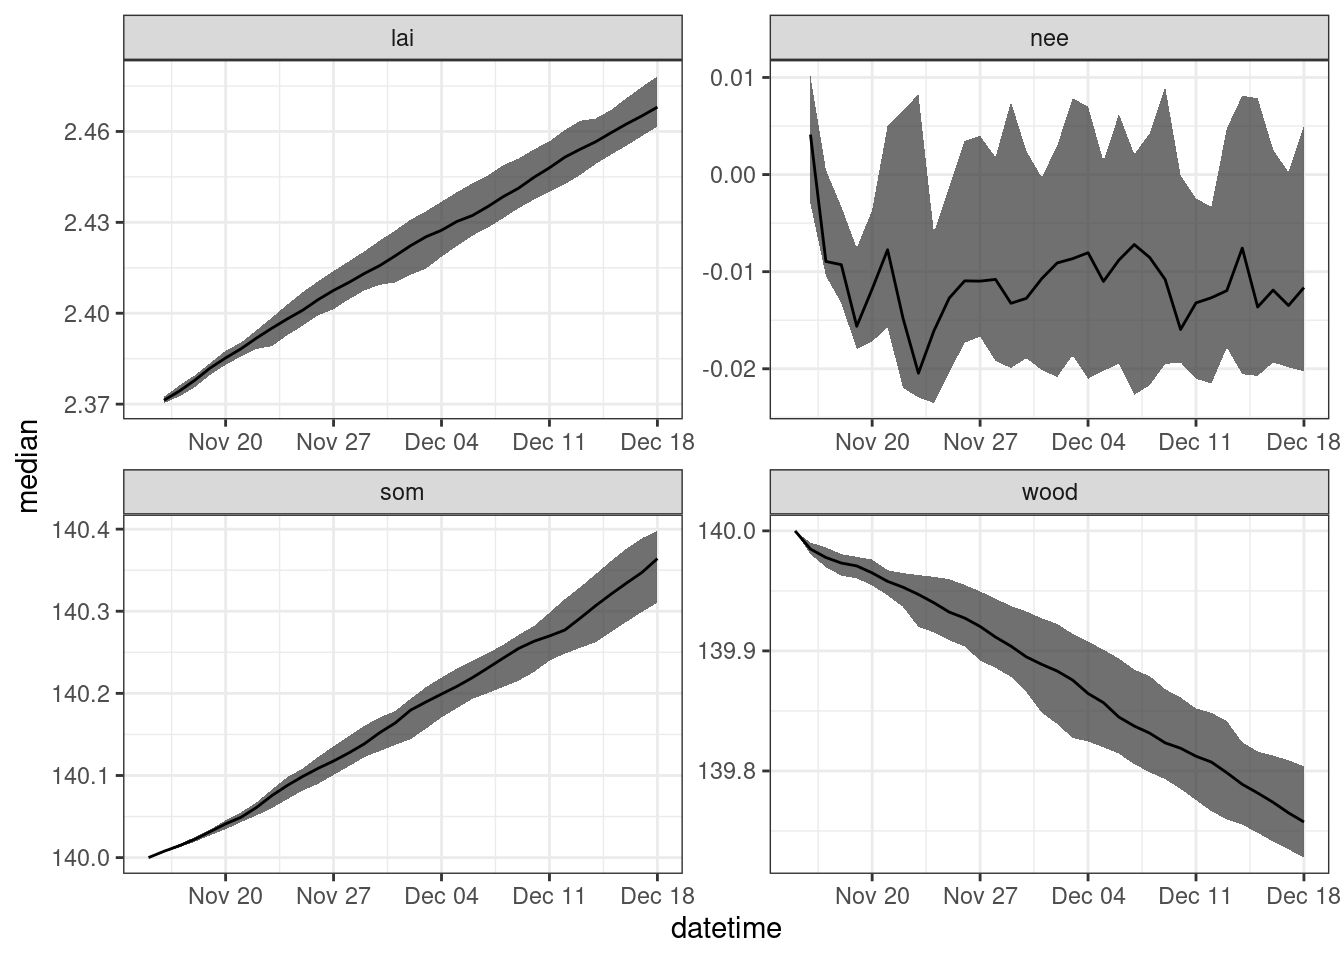 lai
nee
2.46
2.43
2.40
2.37
0.01
0.00
-0.01
-0.02
Nov 20 Nov 27 Dec 04 Dec 11 Dec 18
Nov 20 Nov 27 Dec 04 Dec 11 Dec 18
median
som
wood
140.4
140.3
140.2
140.1
140.0
140.0
139.9
139.8
Nov 20 Nov 27 Dec 04 Dec 11 Dec 18
Nov 20 Nov 27 Dec 04 Dec 11 Dec 18
datetime